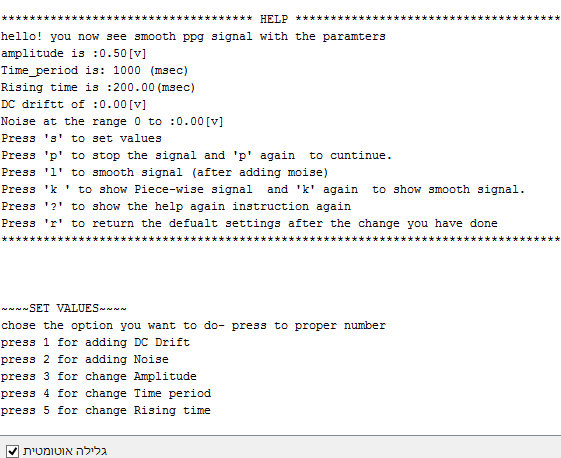 ************************************ HELP **************************************
hello! you now see smooth ppg signal with the paramters
amplitude is :0.50[v]
Time_period is: 1000 (msec)
Rising time is :200.00(msec)
DC driftt of :0.00[v]
Noise at the range 0 to :0.00[v]
Press 's' to set values
Press 'p' to stop the signal and 'p' again  to cuntinue.
Press 'l' to smooth signal (after adding moise)
Press 'k ' to show Piece-wise signal  and 'k' again  to show smooth signal.
Press '?' to show the help again instruction again
Press 'r' to return the defualt settings after the change you have done
********************************************************************************
~~~~SET VALUES~~~~
chose the option you want to do- press to proper number
press 1 for adding DC Drift
press 2 for adding Noise
press 3 for change Amplitude
press 4 for change Time period
press 5 for change Rising time
גלילה אוטומטית